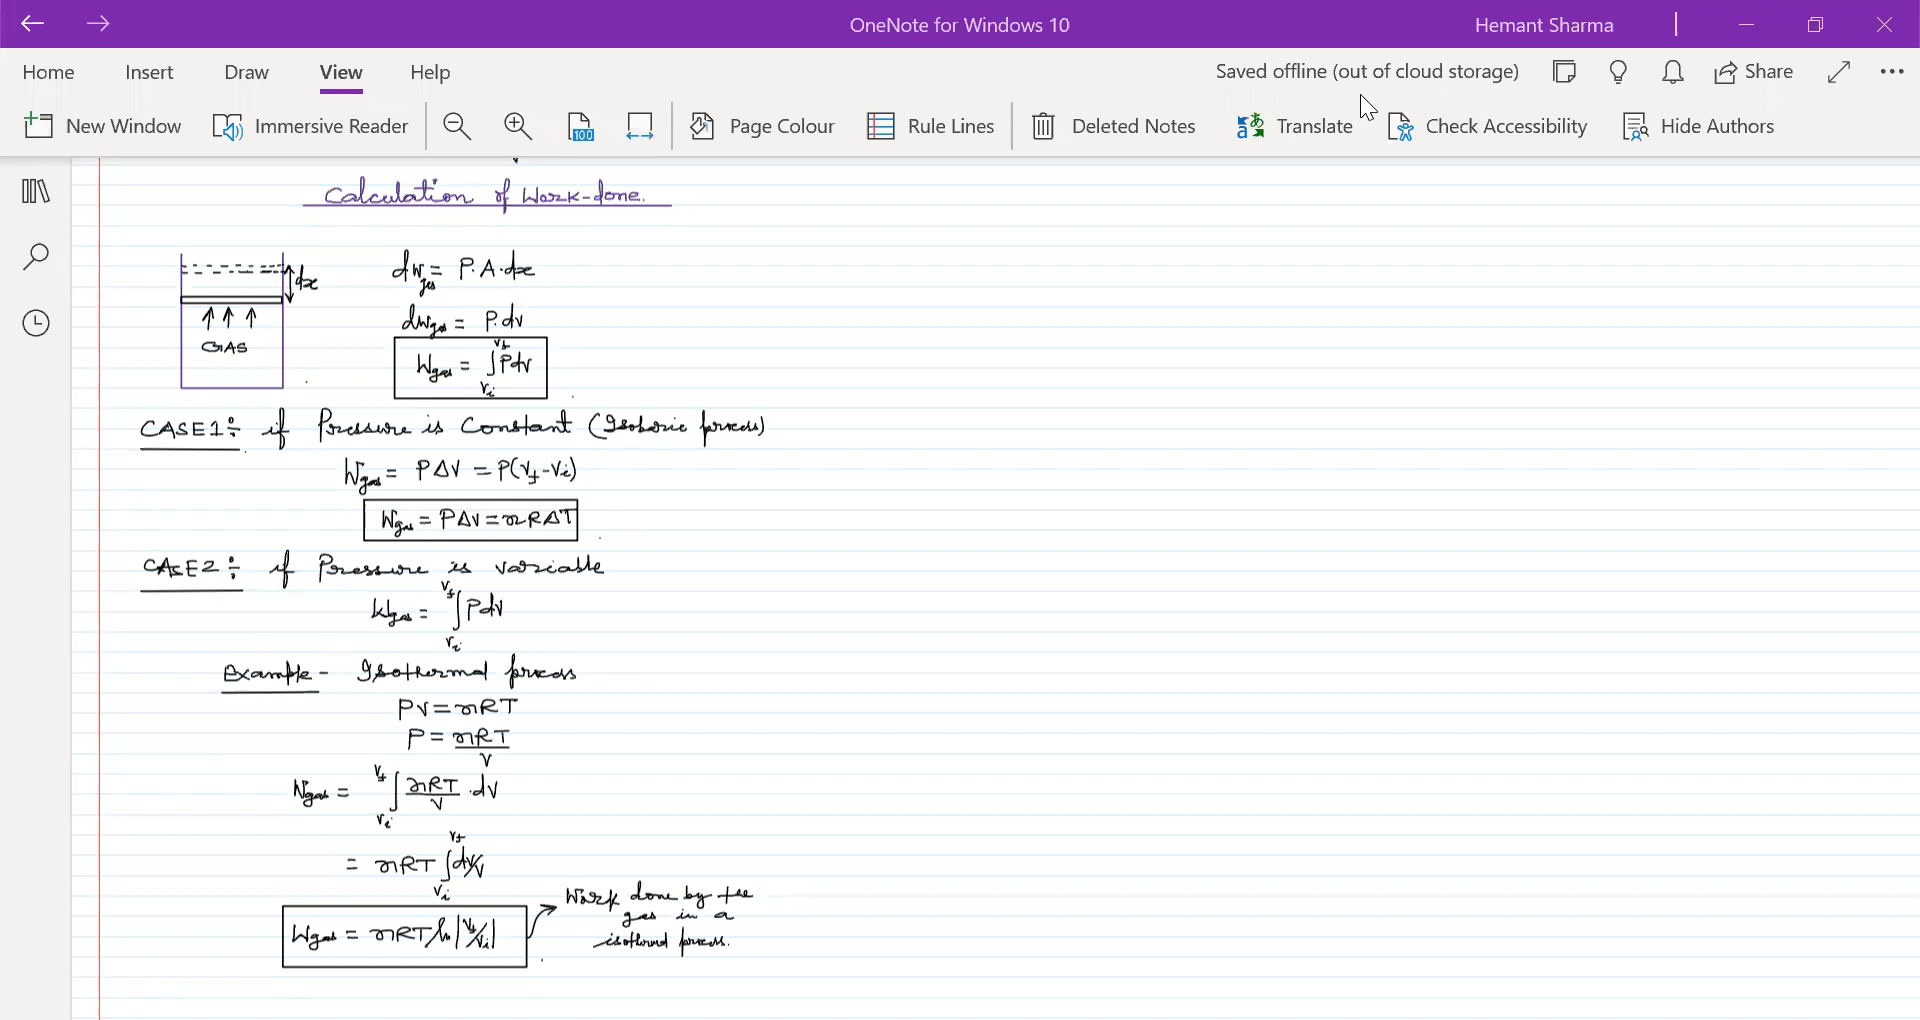 OneNote for Windows 10
Hemant Sharma
Home Insert Draw View Help
Saved offline (out of cloud storage)
Share
New Window Immersive Reader
100
Page Colour Rule Lines Deleted Notes Translate Check Accessibility Hide Authors
Calculation of Work-done.
dx
GAS
dWgas = P.A.dx
dWgas = P.dv
Wgas = ∫PdV
Vf
Vi
CASE1:- if Pressure is Constant (Isobaric process)
Wgas = PΔV = P(Vf-Vi)
Wgas = PΔV = nRΔT
CASE2:- if Pressure is variable
Wgas = ∫PdV
Vf
Vi
Example - Isothermal process
PV = nRT
P = nRT/V
Wgas = ∫ nRT/V .dV
Vf
Vi
= nRT ∫dV/V
Vf
Vi
Wgas = nRT ln|Vf/Vi|
Work done by the
gas in a
isothermal process.